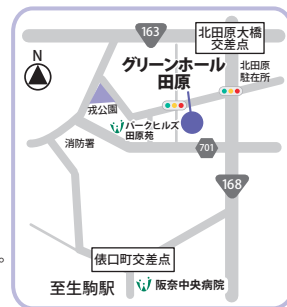 163
北田原大橋
交差点
N
グリーンホール
田原
北田原
駐在所
戎公園
パークヒルズ
田原苑
消防署
701
168
。
俵口町交差点
至生駒駅
阪奈中央病院